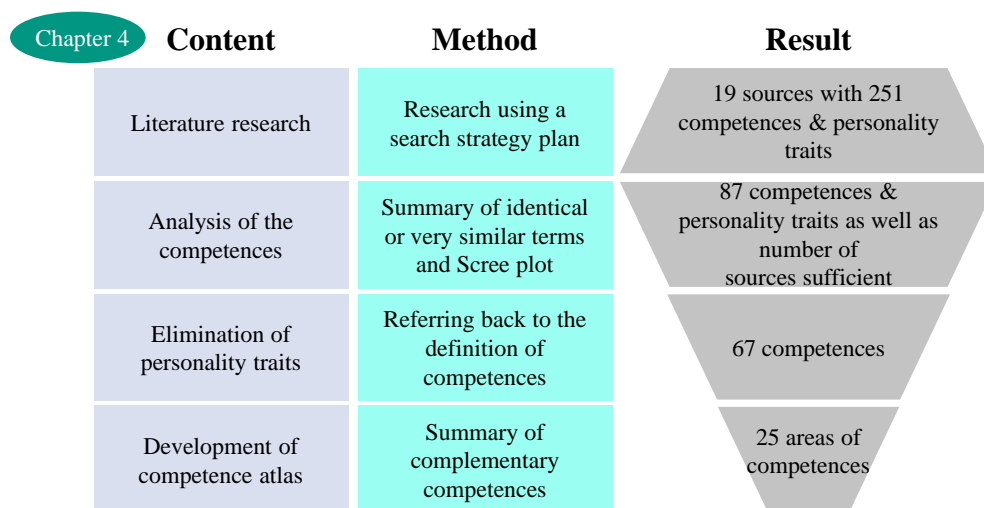 Chapter 4
Content
Method
Result
Literature research
Research using a
search strategy plan
19 sources with 251
competences & personality
traits
Analysis of the
competences
Summary of identical
or very similar terms
and Scree plot
87 competences &
personality traits as well as
number of
sources sufficient
Elimination of
personality traits
Referring back to the
definition of
competences
67 competences
Development of
competence atlas
Summary of
complementary
competences
25 areas of
competences